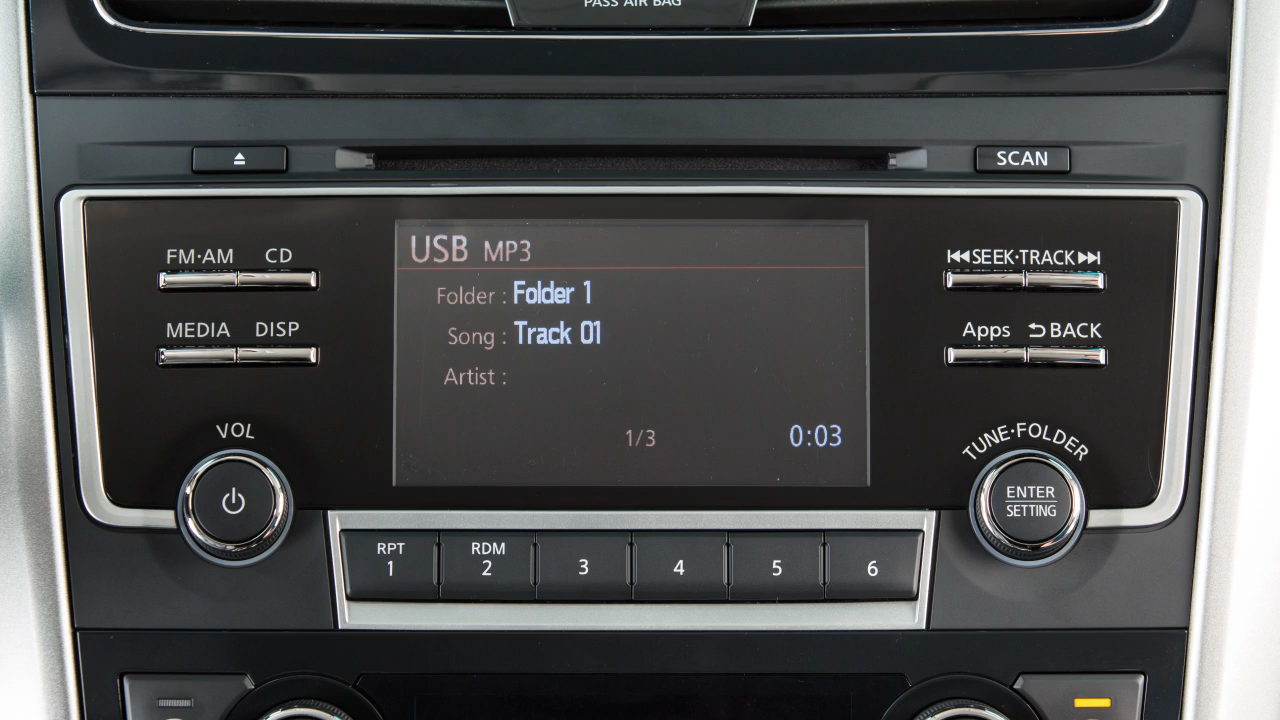 PASS AIR BAG
SCAN
FM·AM CD
SEEK·TRACK
MEDIA DISP
Apps BACK
USB MP3
Folder : Folder 1
Song : Track 01
Artist :
1/3 0:03
VOL
TUNE·FOLDER
ENTER
SETTING
RPT
1
RDM
2
3
4
5
6